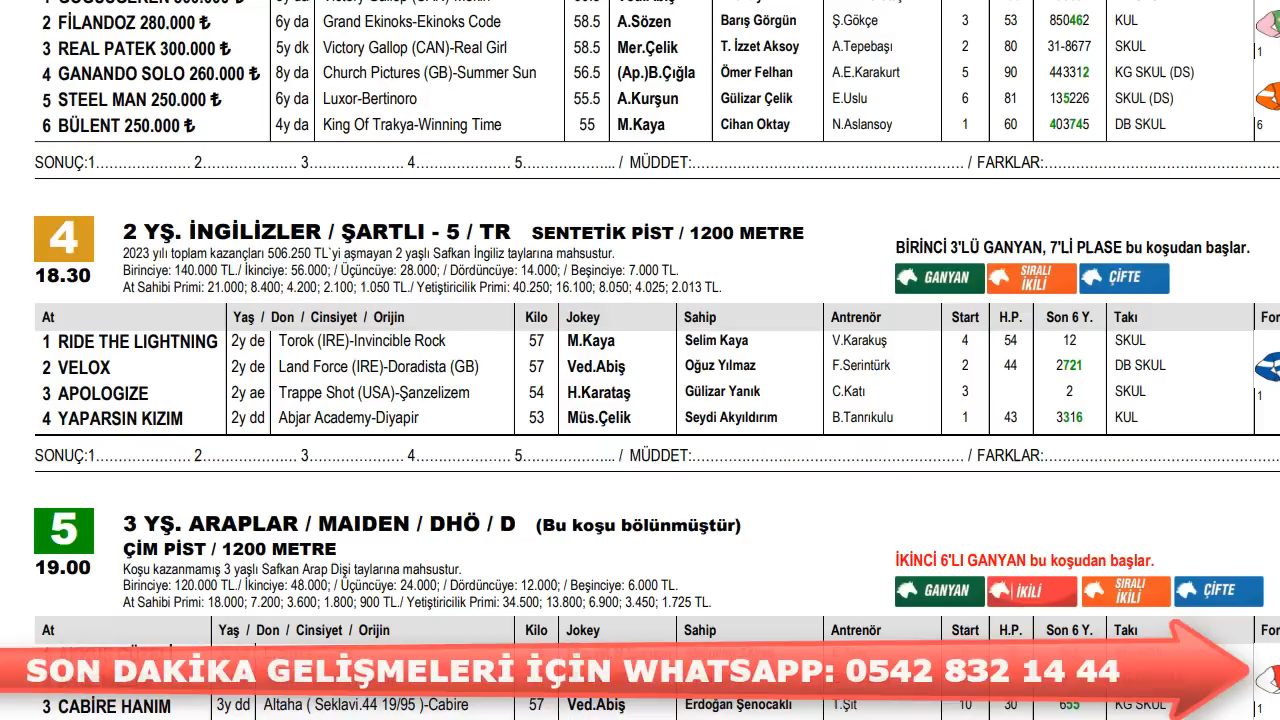 2 FİLANDOZ 280.000 ₺ 6y da Grand Ekinoks-Ekinoks Code 58.5 A.Sözen Barış Görgün Ş.Gökçe 3 53 850462 KUL
3 REAL PATEK 300.000 ₺ 5y dk Victory Gallop (CAN)-Real Girl 58.5 Mer.Çelik T. İzzet Aksoy A.Tepebaşı 2 80 31-8677 SKUL 1
4 GANANDO SOLO 260.000 ₺ 8y da Church Pictures (GB)-Summer Sun 56.5 (Ap.)B.Çığla Ömer Felhan A.E.Karakurt 5 90 443312 KG SKUL (DS)
5 STEEL MAN 250.000 ₺ 6y da Luxor-Bertinoro 55.5 A.Kurşun Gülizar Çelik E.Uslu 6 81 135226 SKUL (DS)
6 BÜLENT 250.000 ₺ 4y da King Of Trakya-Winning Time 55 M.Kaya Cihan Oktay N.Aslansoy 1 60 403745 DB SKUL 6
SONUÇ:1..................... 2..................... 3..................... 4..................... 5..................... / MÜDDET:............................................................ / FARKLAR:............................................................
4 2 YŞ. İNGİLİZLER / ŞARTLI - 5 / TR SENTETİK PİST / 1200 METRE
18.30
2023 yılı toplam kazançları 506.250 TL`yi aşmayan 2 yaşlı Safkan İngiliz taylarına mahsustur.
Birinciye: 140.000 TL./ İkinciye: 56.000; / Üçüncüye: 28.000; / Dördüncüye: 14.000; / Beşinciye: 7.000 TL.
At Sahibi Primi: 21.000; 8.400; 4.200; 2.100; 1.050 TL./ Yetiştiricilik Primi: 40.250; 16.100; 8.050; 4.025; 2.013 TL.
BİRİNCİ 3'LÜ GANYAN, 7'Lİ PLASE bu koşudan başlar.
GANYAN SIRALI İKİLİ ÇİFTE
At Yaş / Don / Cinsiyet / Orijin Kilo Jokey Sahip Antrenör Start H.P. Son 6 Y. Takı For
1 RIDE THE LIGHTNING 2y de Torok (IRE)-Invincible Rock 57 M.Kaya Selim Kaya V.Karakuş 4 54 12 SKUL
2 VELOX 2y de Land Force (IRE)-Doradista (GB) 57 Ved.Abiş Oğuz Yılmaz F.Serintürk 2 44 2721 DB SKUL
3 APOLOGIZE 2y ae Trappe Shot (USA)-Şanzelizem 54 H.Karataş Gülizar Yanık C.Katı 3 2 SKUL 1
4 YAPARSIN KIZIM 2y dd Abjar Academy-Diyapir 53 Müs.Çelik Seydi Akyıldırım B.Tanrıkulu 1 43 3316 KUL
SONUÇ:1..................... 2..................... 3..................... 4..................... 5..................... / MÜDDET:............................................................ / FARKLAR:............................................................
5 3 YŞ. ARAPLAR / MAIDEN / DHÖ / D (Bu koşu bölünmüştür)
ÇİM PİST / 1200 METRE
19.00
Koşu kazanmamış 3 yaşlı Safkan Arap Dişi taylarına mahsustur.
Birinciye: 120.000 TL./ İkinciye: 48.000; / Üçüncüye: 24.000; / Dördüncüye: 12.000; / Beşinciye: 6.000 TL.
At Sahibi Primi: 18.000; 7.200; 3.600; 1.800; 900 TL./ Yetiştiricilik Primi: 34.500; 13.800; 6.900; 3.450; 1.725 TL.
İKİNCİ 6'LI GANYAN bu koşudan başlar.
GANYAN İKİLİ SIRALI İKİLİ ÇİFTE
At Yaş / Don / Cinsiyet / Orijin Kilo Jokey Sahip Antrenör Start H.P. Son 6 Y. Takı For
SON DAKİKA GELİŞMELERİ İÇİN WHATSAPP: 0542 832 14 44
3 CABİRE HANIM 3y dd Altaha ( Seklavi.44 19/95 )-Cabire 57 Ved.Abiş Erdoğan Şenocaklı T.Şit 10 30 655 KG SKUL 1